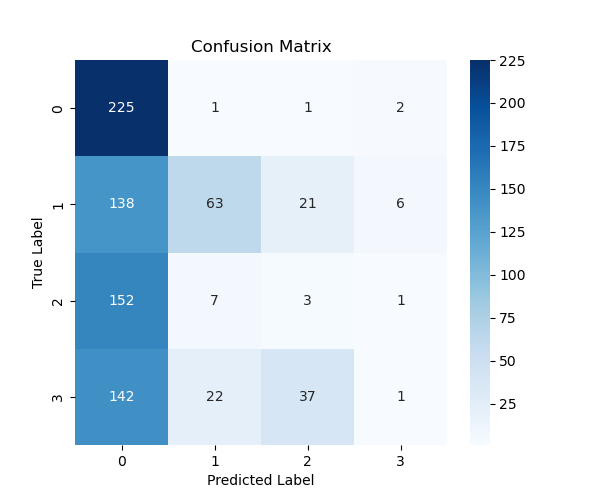 Confusion Matrix
True Label
0 225 1 1 2
1 138 63 21 6
2 152 7 3 1
3 142 22 37 1
0 1 2 3
Predicted Label
225
200
175
150
125
100
75
50
25